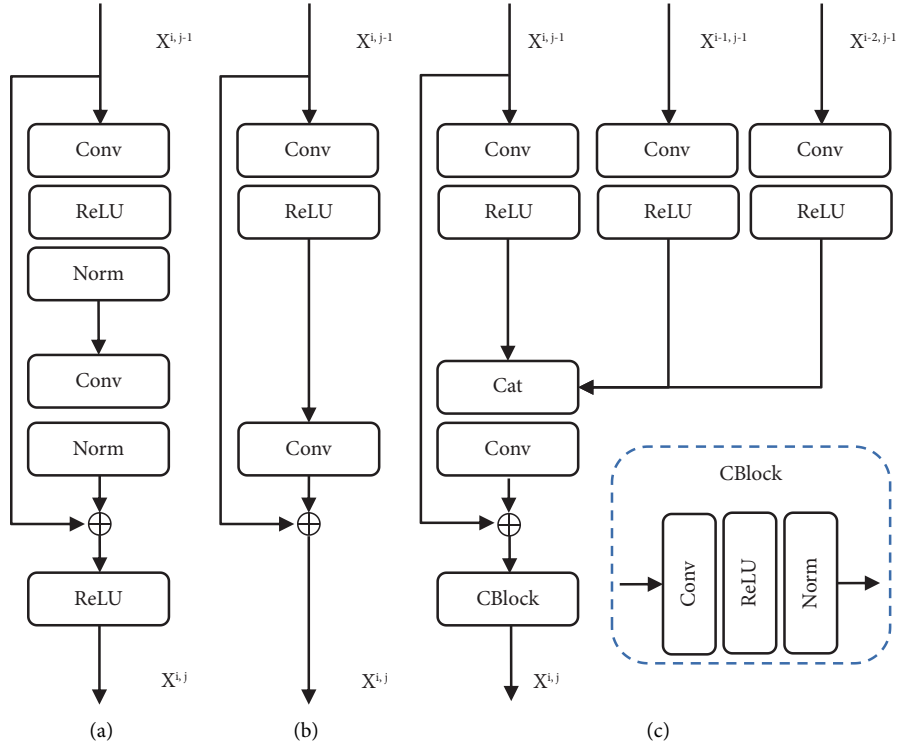 X^{i, j-1}
Conv
ReLU
Norm
Conv
Norm
ReLU
X^{i, j}
(a)
X^{i, j-1}
Conv
ReLU
Conv
X^{i, j}
(b)
X^{i, j-1} X^{i-1, j-1} X^{i-2, j-1}
Conv Conv Conv
ReLU ReLU ReLU
Cat
Conv
CBlock
X^{i, j}
CBlock
Conv
ReLU
Norm
(c)